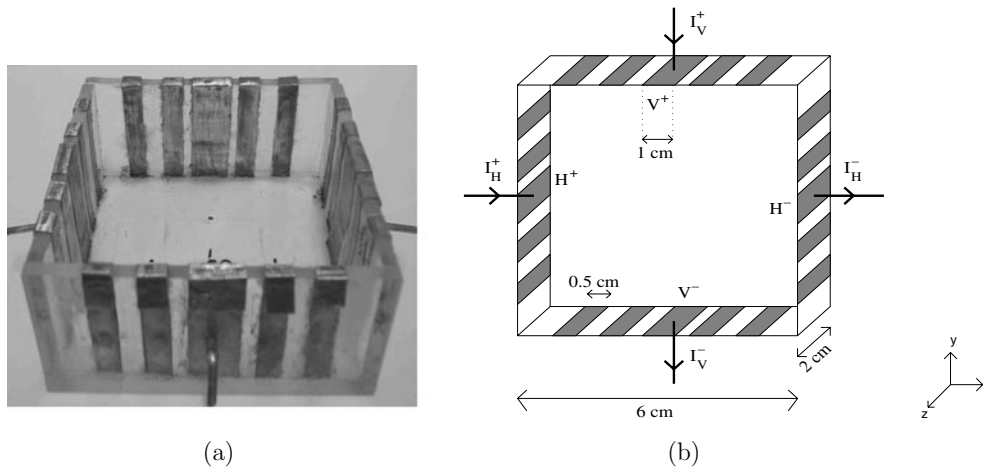 I_V^+
V^+
1 cm
I_H^+
H^+
I_H^-
H^-
0.5 cm
V^-
I_V^-
2 cm
6 cm
y
z
(a)
(b)